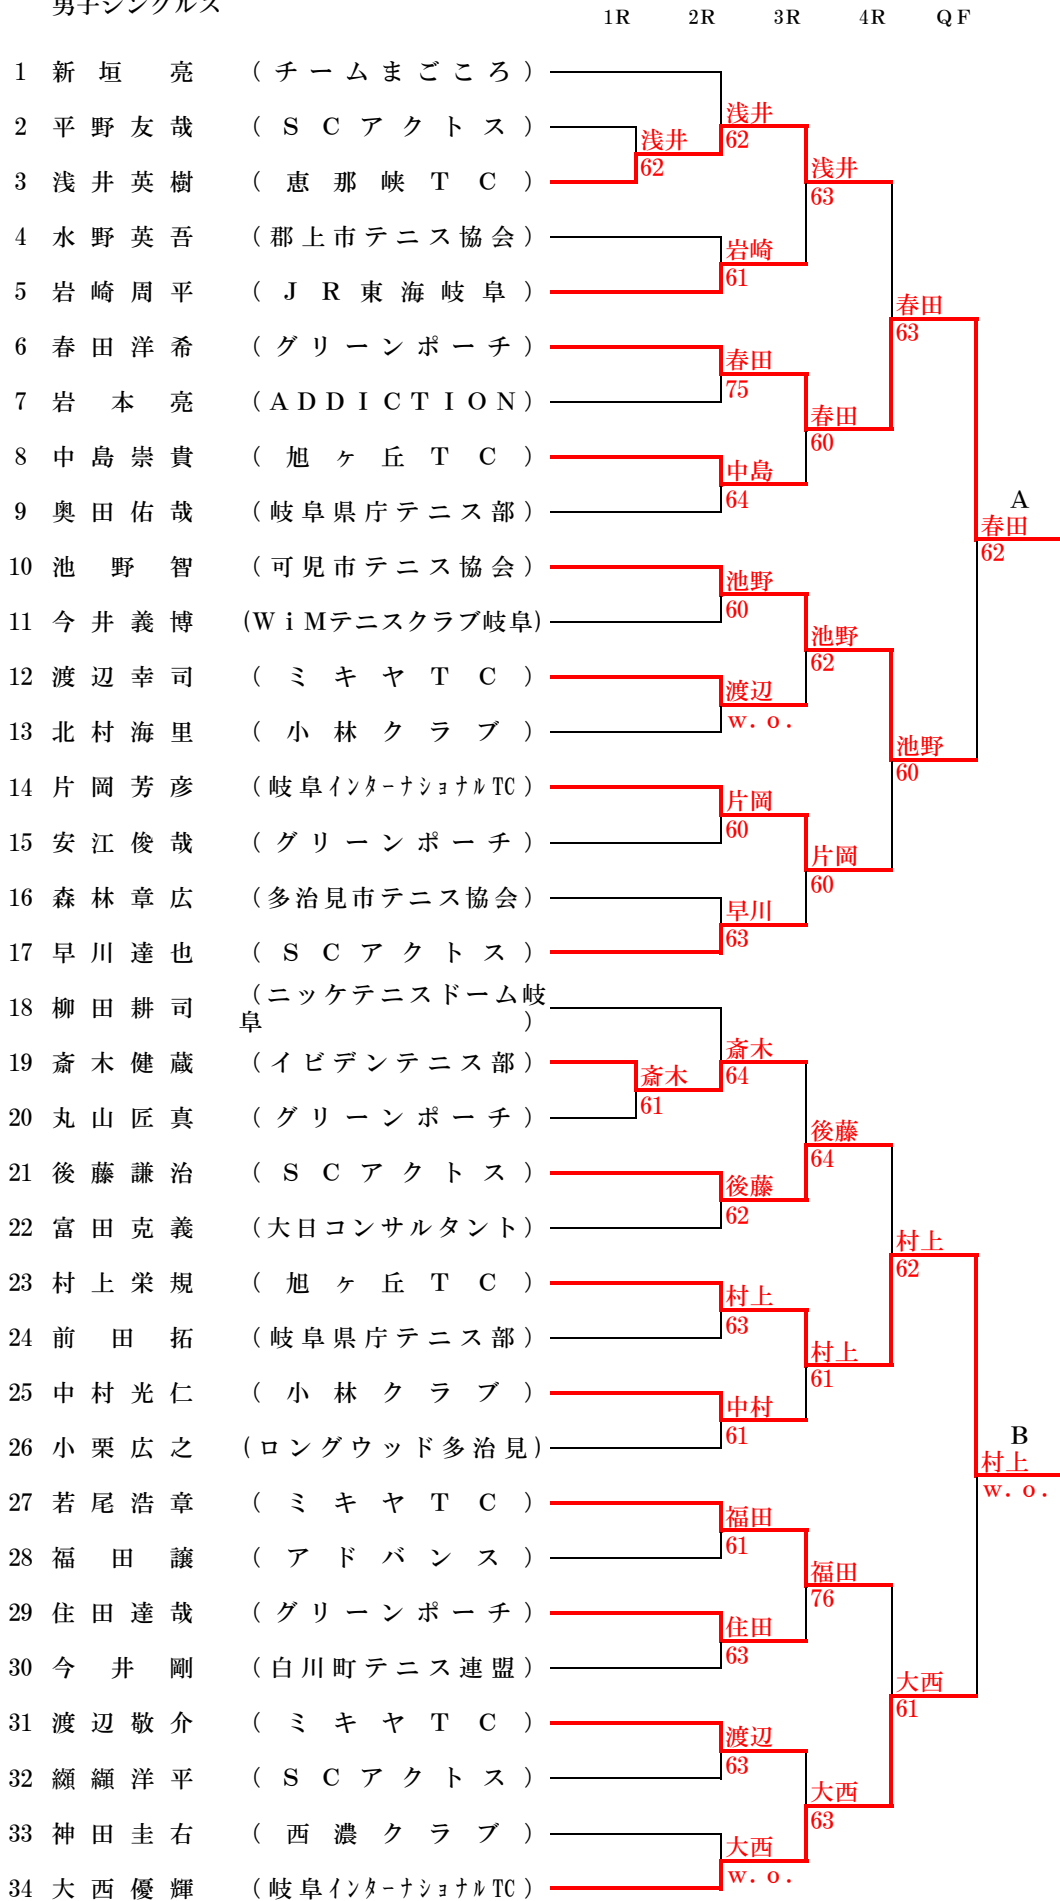 男子シングルス
1R 2R 3R 4R QF
1 新垣 亮 (チームまごころ)
浅井
2 平野友哉 (SCアクトス)
浅井 62
62 浅井
3 浅井英樹 (恵那峡TC)
63
4 水野英吾 (郡上市テニス協会)
岩崎
61
5 岩崎周平 (JR東海岐阜)
春田
63
6 春田洋希 (グリーンポーチ)
春田
75
7 岩本 亮 (ADDICTION)
春田
60
8 中島崇貴 (旭ヶ丘TC)
中島
64
9 奥田佑哉 (岐阜県庁テニス部)
A
春田
62
10 池野 智 (可児市テニス協会)
池野
60
11 今井義博 (WiMテニスクラブ岐阜)
池野
62
12 渡辺幸司 (ミキヤTC)
渡辺
w.o.
13 北村海里 (小林クラブ)
池野
60
14 片岡芳彦 (岐阜インターナショナルTC)
片岡
60
15 安江俊哉 (グリーンポーチ)
片岡
60
16 森林章広 (多治見市テニス協会)
早川
63
17 早川達也 (SCアクトス)
18 柳田耕司 (ニッケテニスドーム岐
阜)
斎木
19 斎木健蔵 (イビデンテニス部)
斎木 64
61
20 丸山匠真 (グリーンポーチ)
後藤
64
21 後藤謙治 (SCアクトス)
後藤
62
22 富田克義 (大日コンサルタント)
村上
62
23 村上栄規 (旭ヶ丘TC)
村上
63
24 前田 拓 (岐阜県庁テニス部)
村上
61
25 中村光仁 (小林クラブ)
中村
61
26 小栗広之 (ロングウッド多治見)
B
村上
w.o.
27 若尾浩章 (ミキヤTC)
福田
61
28 福田 譲 (アドバンス)
福田
76
29 住田達哉 (グリーンポーチ)
住田
63
30 今井 剛 (白川町テニス連盟)
大西
61
31 渡辺敬介 (ミキヤTC)
渡辺
63
32 纐纈洋平 (SCアクトス)
大西
63
33 神田圭右 (西濃クラブ)
大西
w.o.
34 大西優輝 (岐阜インターナショナルTC)